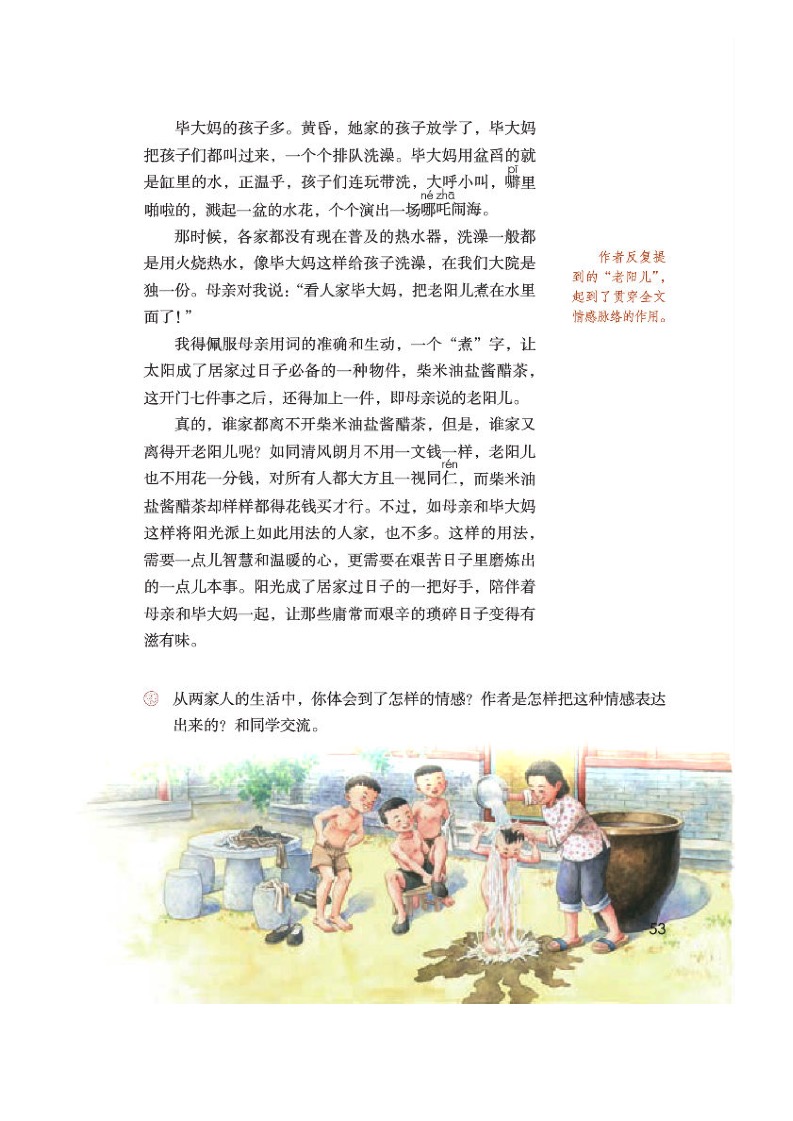 毕大妈的孩子多。黄昏，她家的孩子放学了，毕大妈
把孩子们都叫过来，一个个排队洗澡。毕大妈用盆舀的就
pī
是缸里的水，正温乎，孩子们连玩带洗，大呼小叫，噼里
né zhā
啪啦的，溅起一盆的水花，个个演出一场哪吒闹海。
那时候，各家都没有现在普及的热水器，洗澡一般都
是用火烧热水，像毕大妈这样给孩子洗澡，在我们大院是
独一份。母亲对我说：“看人家毕大妈，把老阳儿煮在水里
面了！”
我得佩服母亲用词的准确和生动，一个“煮”字，让
太阳成了居家过日子必备的一种物件，柴米油盐酱醋茶，
这开门七件事之后，还得加上一件，即母亲说的老阳儿。
真的，谁家都离不开柴米油盐酱醋茶，但是，谁家又
离得开老阳儿呢？如同清风朗月不用一文钱一样，老阳儿
rén
也不用花一分钱，对所有人都大方且一视同仁，而柴米油
盐酱醋茶却样样都得花钱买才行。不过，如母亲和毕大妈
这样将阳光派上如此用法的人家，也不多。这样的用法，
需要一点儿智慧和温暖的心，更需要在艰苦日子里磨炼出
的一点儿本事。阳光成了居家过日子的一把好手，陪伴着
母亲和毕大妈一起，让那些庸常而艰辛的琐碎日子变得有
滋有味。
作者反复提
到的“老阳儿”，
起到了贯穿全文
情感脉络的作用。
从两家人的生活中，你体会到了怎样的情感？作者是怎样把这种情感表达
出来的？和同学交流。
53